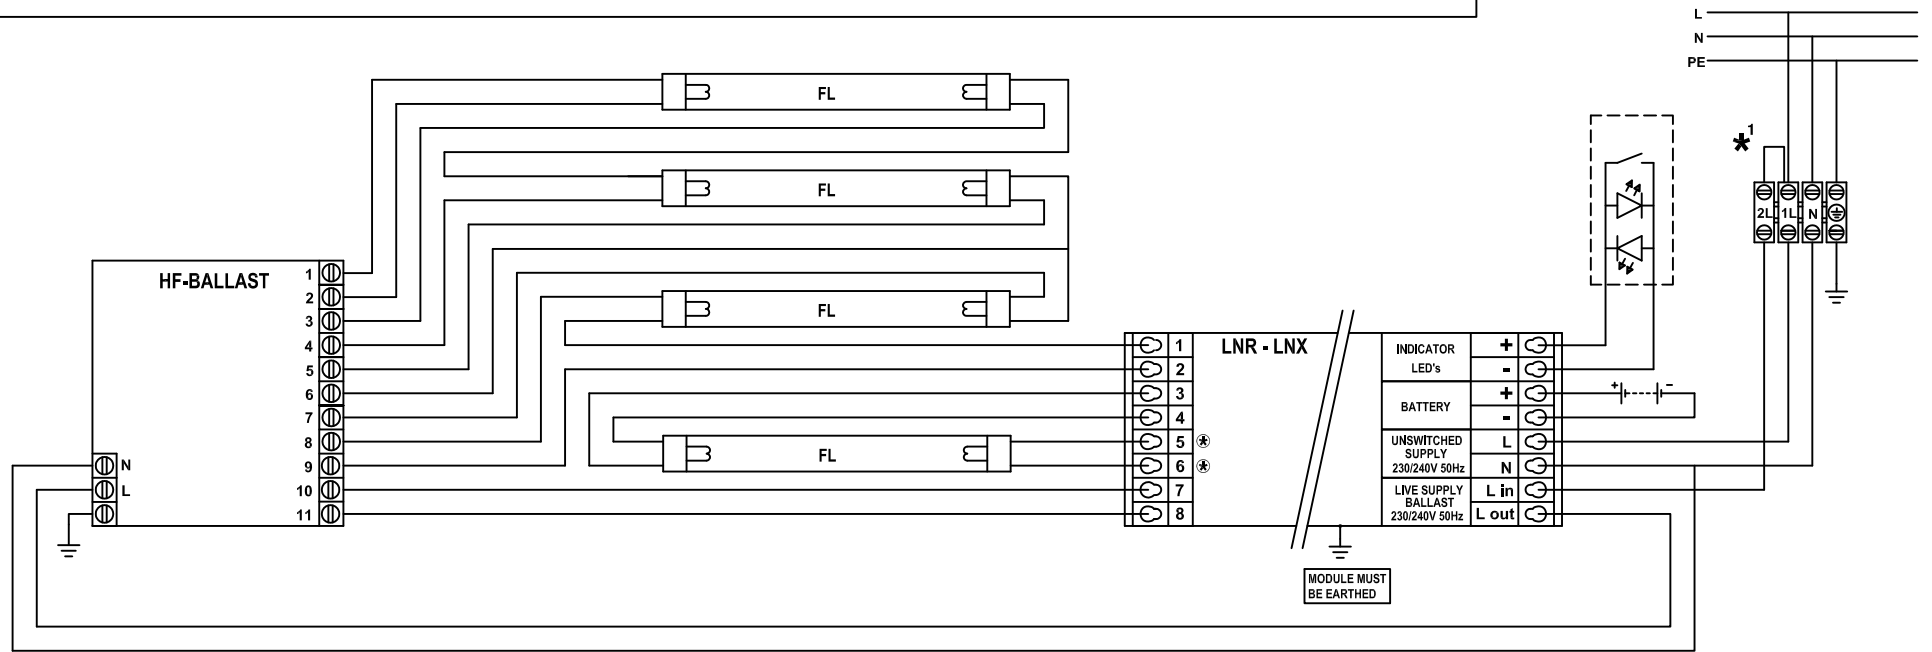 L
N
PE
FL
*1
FL
2L 1L N
HF-BALLAST
1
2
3
4
5
6
7
8
9
10
11
N
L
FL
FL
LNR - LNX
1
2
3
4
5 *
6 *
7
8
INDICATOR
LED's
+
-
BATTERY
+
-
+ -
UNSWITCHED
SUPPLY
230/240V 50Hz
L
N
LIVE SUPPLY
BALLAST
230/240V 50Hz
L in
L out
MODULE MUST
BE EARTHED